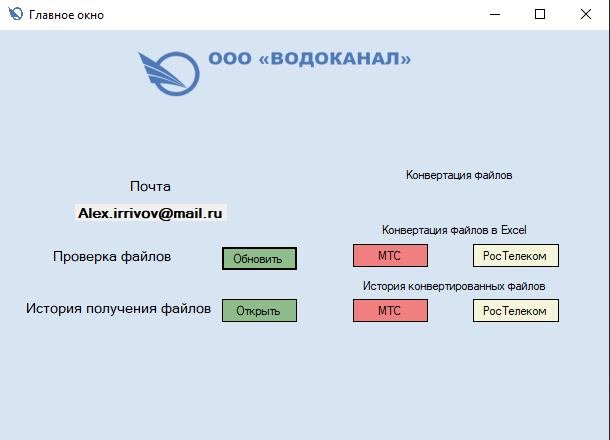 Главное окно
ООО «ВОДОКАНАЛ»
Почта
Alex.irrivov@mail.ru
Проверка файлов
Обновить
История получения файлов
Открыть
Конвертация файлов
Конвертация файлов в Excel
МТС
РосТелеком
История конвертированных файлов
МТС
РосТелеком